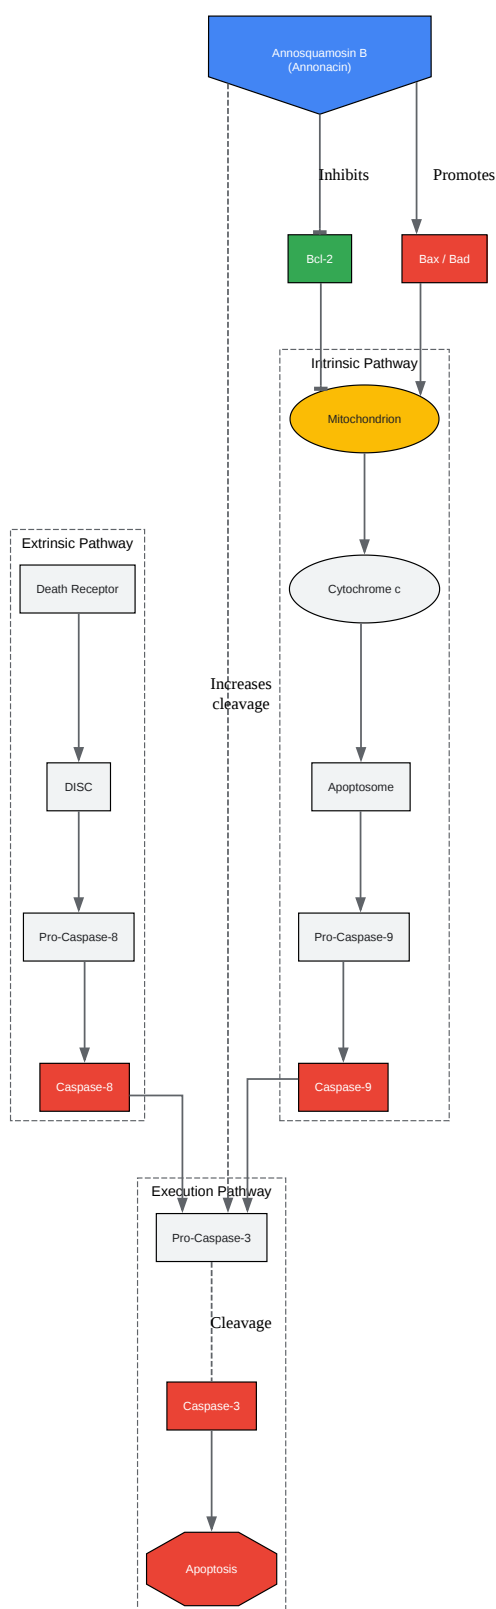 Annosquamosin B
(Annonacin)
Inhibits
Promotes
Bcl-2
Bax / Bad
Intrinsic Pathway
Mitochondrion
Extrinsic Pathway
Death Receptor
Cytochrome c
Increases
cleavage
DISC
Apoptosome
Pro-Caspase-8
Pro-Caspase-9
Caspase-8
Caspase-9
Execution Pathway
Pro-Caspase-3
Cleavage
Caspase-3
Apoptosis